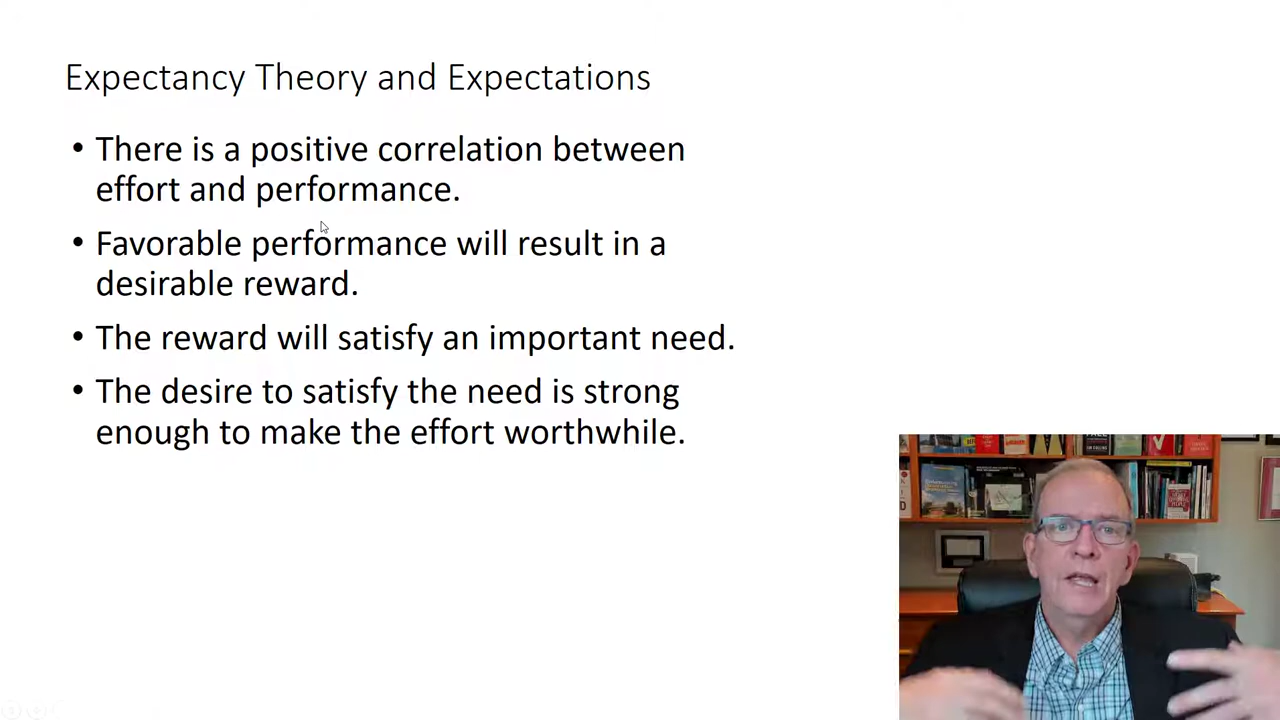 Expectancy Theory and Expectations
• There is a positive correlation between
effort and performance.
• Favorable performance will result in a
desirable reward.
• The reward will satisfy an important need.
• The desire to satisfy the need is strong
enough to make the effort worthwhile.